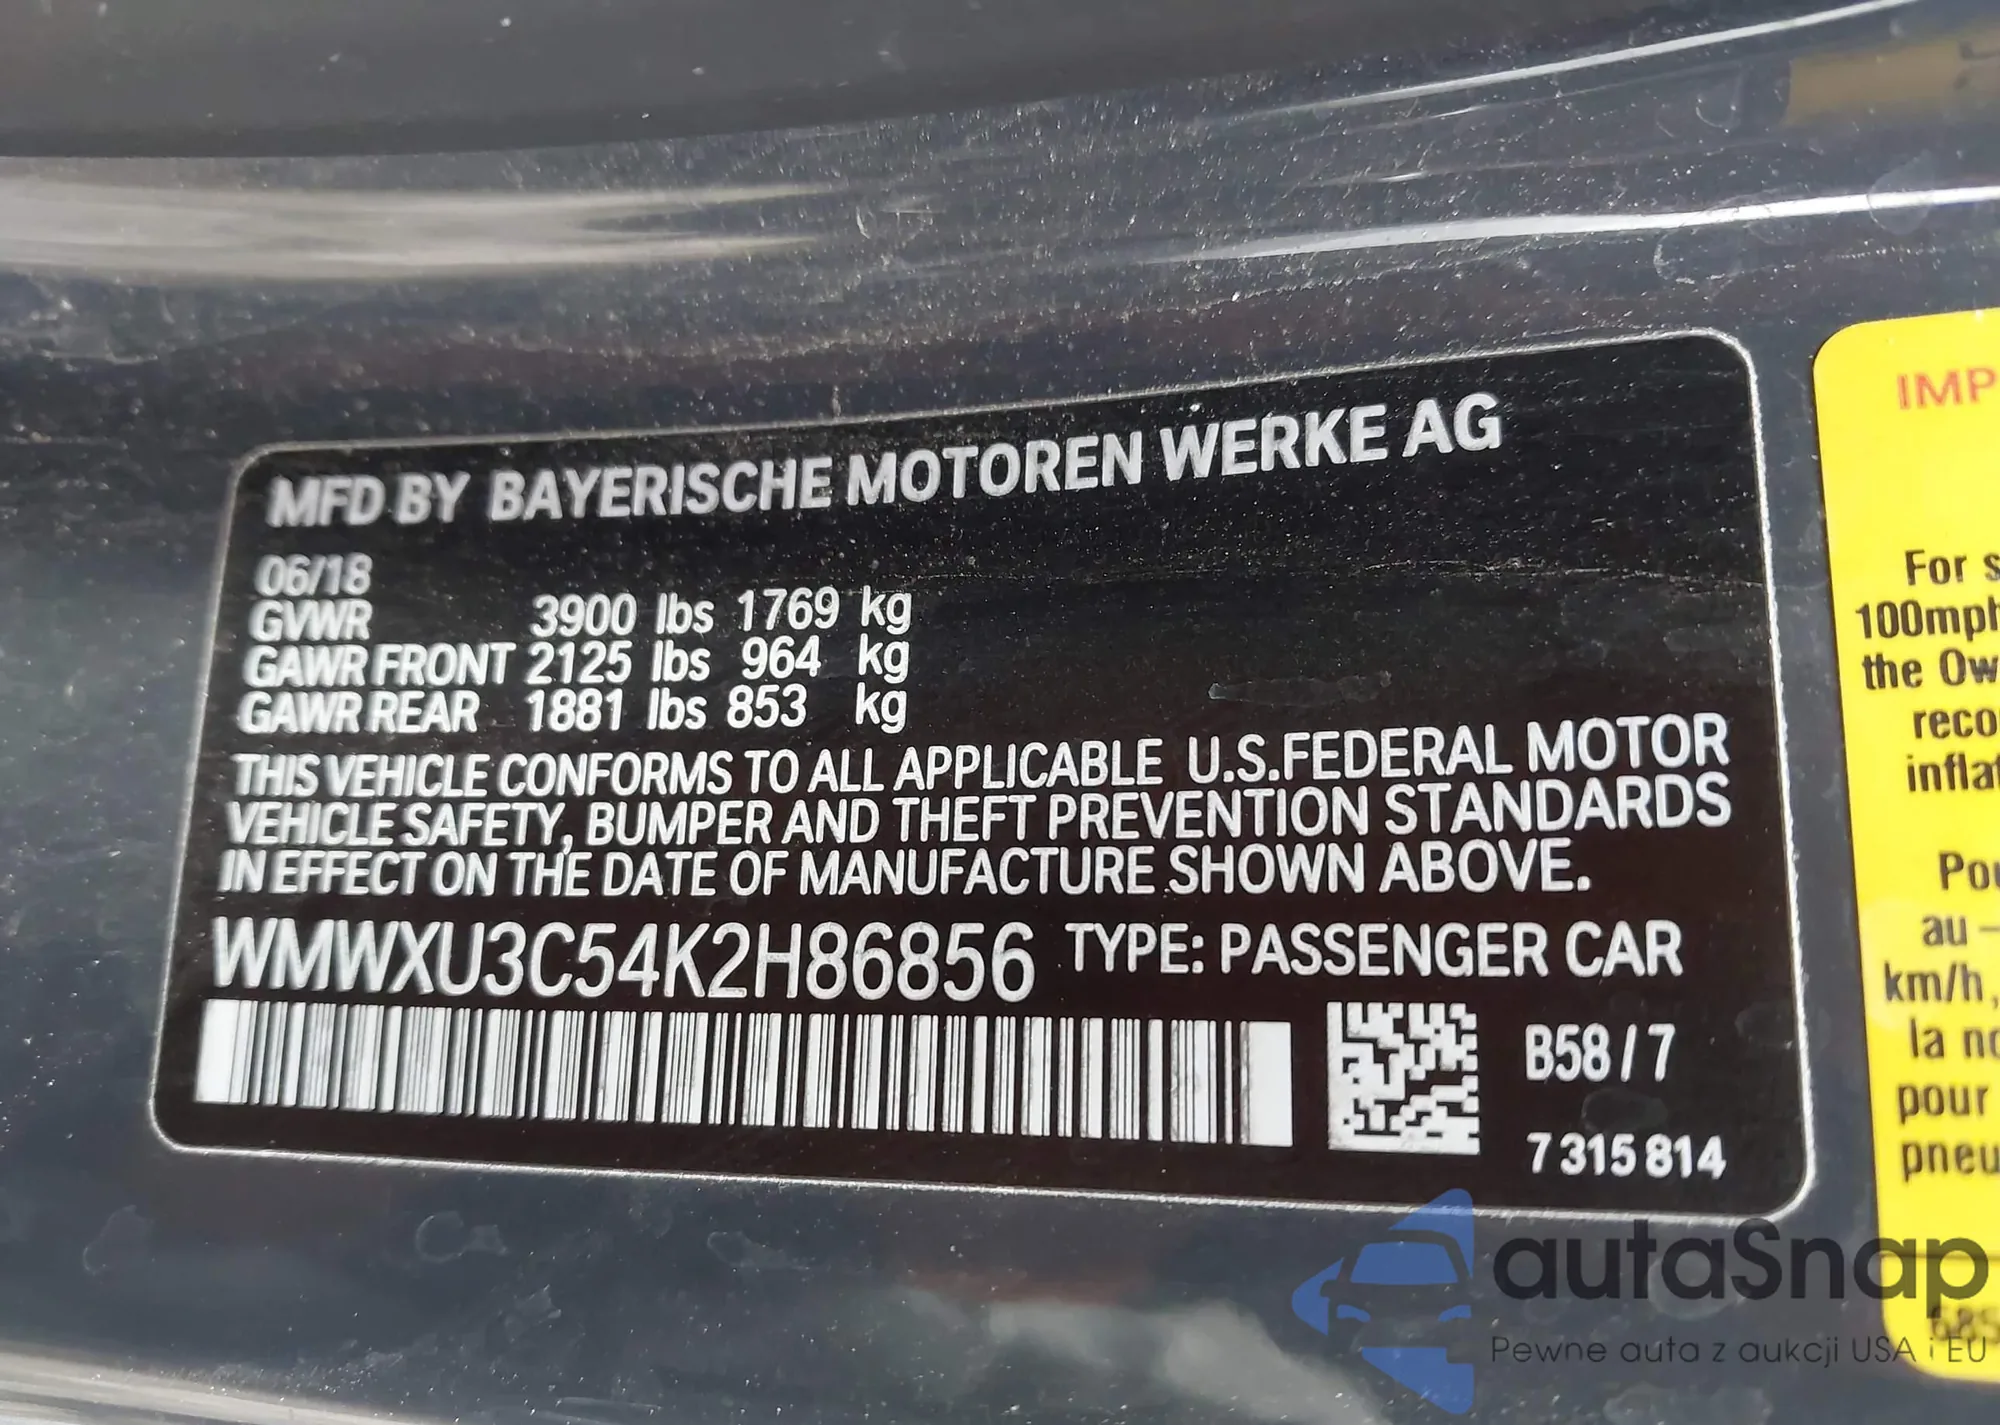 MFD BY BAYERISCHE MOTOREN WERKE AG
06/18
GVWR 3900 lbs 1769 kg
GAWR FRONT 2125 lbs 964 kg
GAWR REAR 1881 lbs 853 kg
THIS VEHICLE CONFORMS TO ALL APPLICABLE U.S.FEDERAL MOTOR
VEHICLE SAFETY, BUMPER AND THEFT PREVENTION STANDARDS
IN EFFECT ON THE DATE OF MANUFACTURE SHOWN ABOVE.
WMWXU3C54K2H86856 TYPE: PASSENGER CAR
B58 / 7
7 315 814
IMP
For s
100mph
the Ow
reco
inflat
Pou
au –
km/h,
la no
pour
pneu
685
autaSnap
Pewne auta z aukcji USA i EU